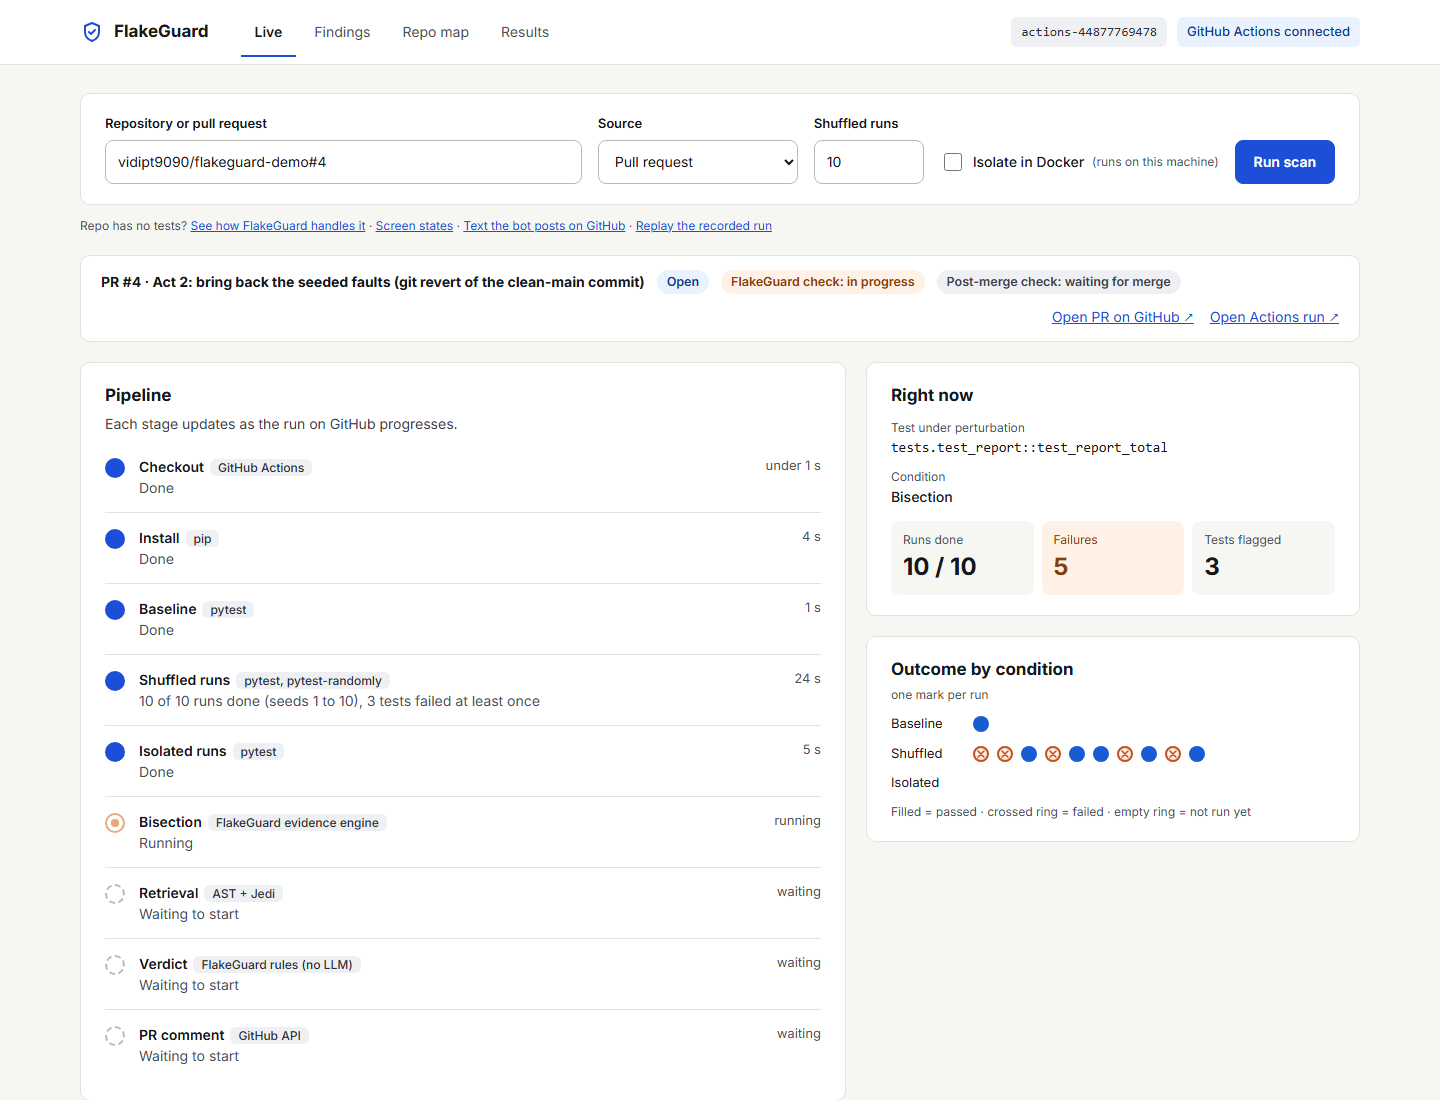 FlakeGuard
Live
Findings
Repo map
Results
actions-44877769478
GitHub Actions connected
Repository or pull request
Source
Shuffled runs
vidipt9090/flakeguard-demo#4
Pull request
10
Isolate in Docker (runs on this machine)
Run scan
Repo has no tests? See how FlakeGuard handles it · Screen states · Text the bot posts on GitHub · Replay the recorded run
PR #4 · Act 2: bring back the seeded faults (git revert of the clean-main commit)
Open
FlakeGuard check: in progress
Post-merge check: waiting for merge
Open PR on GitHub ↗
Open Actions run ↗
Pipeline
Each stage updates as the run on GitHub progresses.
Checkout GitHub Actions
under 1 s
Done
Install pip
4 s
Done
Baseline pytest
1 s
Done
Shuffled runs pytest, pytest-randomly
24 s
10 of 10 runs done (seeds 1 to 10), 3 tests failed at least once
Isolated runs pytest
5 s
Done
Bisection FlakeGuard evidence engine
running
Running
Retrieval AST + Jedi
waiting
Waiting to start
Verdict FlakeGuard rules (no LLM)
waiting
Waiting to start
PR comment GitHub API
waiting
Waiting to start
Right now
Test under perturbation
tests.test_report::test_report_total
Condition
Bisection
Runs done
10 / 10
Failures
5
Tests flagged
3
Outcome by condition
one mark per run
Baseline
Shuffled
Isolated
Filled = passed · crossed ring = failed · empty ring = not run yet